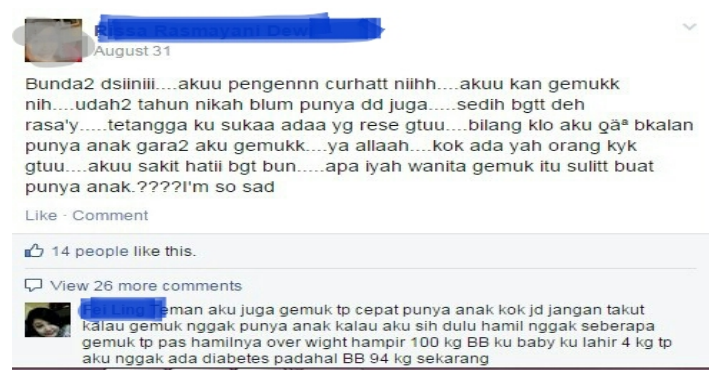 August 31
Bunda2 dsiiniii....akuu pengennn curhatt niihh....akuu kan gemukk
nih....udah2 tahun nikah blum punya dd juga.....sedih bgtt deh
rasa'y.....tetangga ku sukaa adaa yg rese gtuu....bilang klo aku bkalan
punya anak gara2 aku gemukk....ya allaah....kok ada yah orang kyk
gtuu....akuu sakit hatii bgt bun.....apa iyah wanita gemuk itu sulitt buat
punya anak.????I'm so sad
Like · Comment
14 people like this.
View 26 more comments
eman aku juga gemuk tp cepat punya anak kok jd jangan takut
kalau gemuk nggak punya anak kalau aku sih dulu hamil nggak seberapa
gemuk tp pas hamilnya over wight hampir 100 kg BB ku baby ku lahir 4 kg tp
aku nggak ada diabetes padahal BB 94 kg sekarang